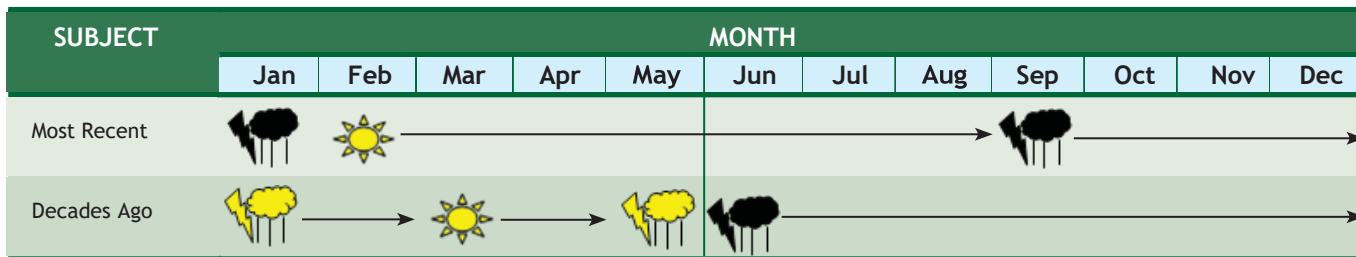 SUBJECT MONTH
Jan Feb Mar Apr May Jun Jul Aug Sep Oct Nov Dec
Most Recent
Decades Ago